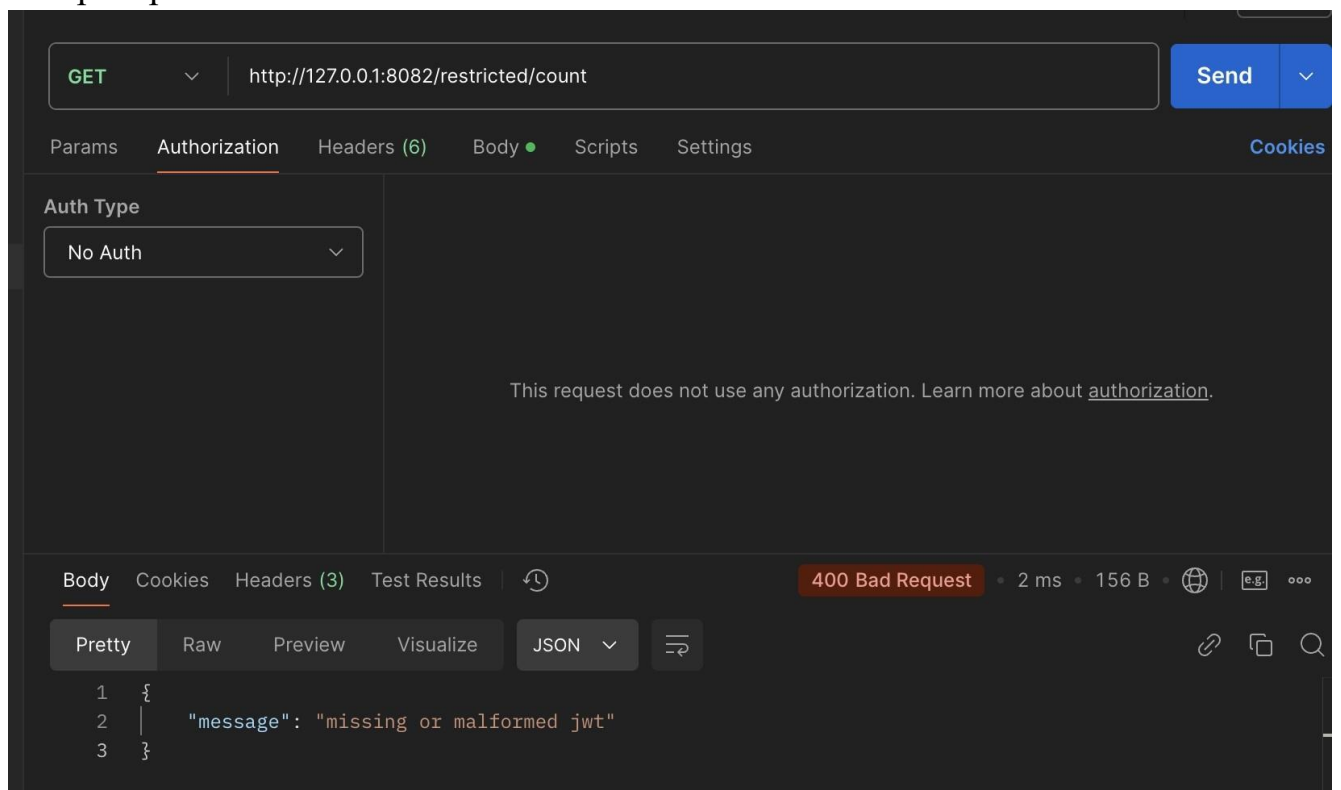 GET http://127.0.0.1:8082/restricted/count Send
Params Authorization Headers (6) Body Scripts Settings Cookies
Auth Type
No Auth
This request does not use any authorization. Learn more about authorization.
Body Cookies Headers (3) Test Results 400 Bad Request • 2 ms • 156 B • e.g.
Pretty Raw Preview Visualize JSON
1 {
2 "message": "missing or malformed jwt"
3 }